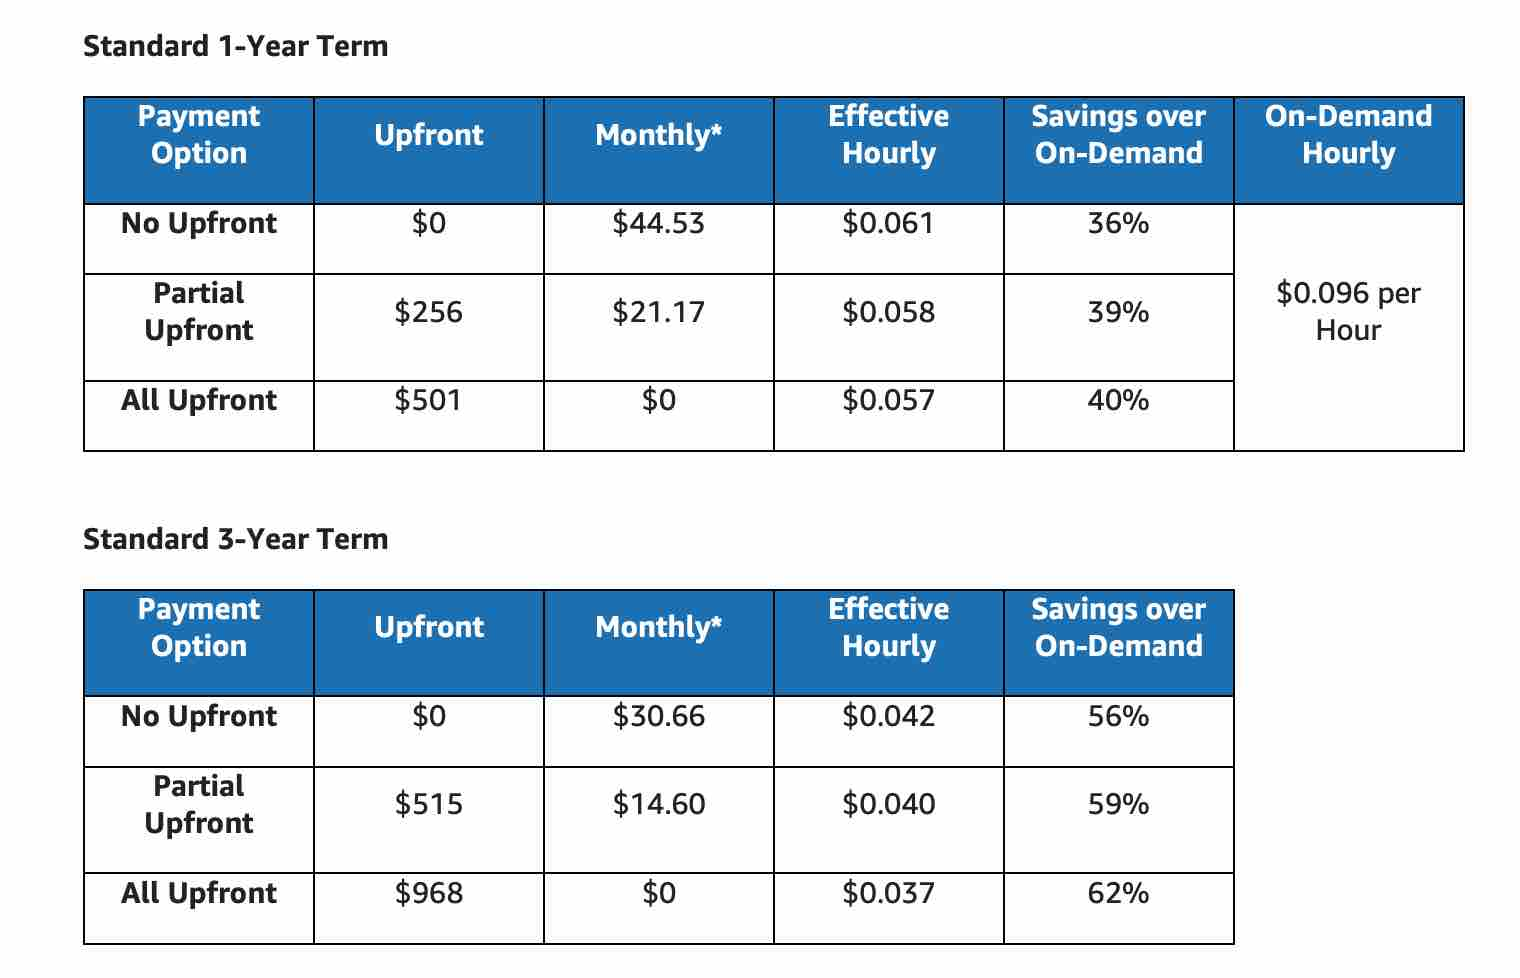 Standard 1-Year Term
Payment Option Upfront Monthly* Effective Hourly Savings over On-Demand On-Demand Hourly
No Upfront $0 $44.53 $0.061 36% $0.096 per Hour
Partial Upfront $256 $21.17 $0.058 39%
All Upfront $501 $0 $0.057 40%
Standard 3-Year Term
Payment Option Upfront Monthly* Effective Hourly Savings over On-Demand
No Upfront $0 $30.66 $0.042 56%
Partial Upfront $515 $14.60 $0.040 59%
All Upfront $968 $0 $0.037 62%